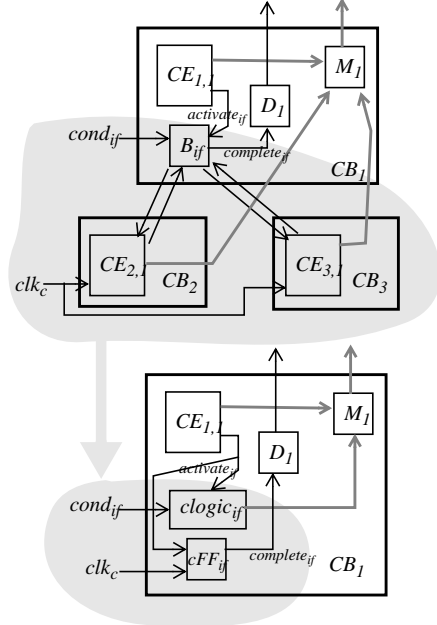 CE1,1
M1
activateif
D1
condif
Bif
completeif
CB1
CE2,1
CB2
CE3,1
CB3
clkc
CE1,1
M1
D1
activateif
condif
clogicif
cFFif
completeif
clkc
CB1